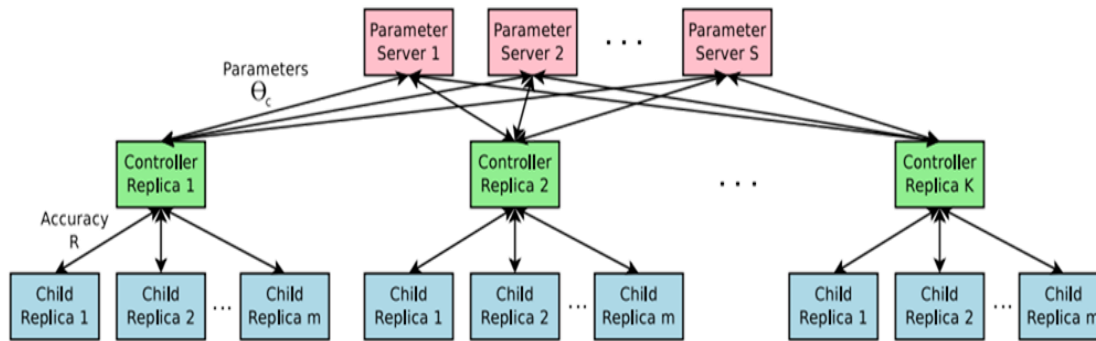 Parameter
Server 1
Parameter
Server 2
. . .
Parameter
Server S
Parameters
θc
Controller
Replica 1
Controller
Replica 2
. . .
Controller
Replica K
Accuracy
R
Child
Replica 1
Child
Replica 2
...
Child
Replica m
Child
Replica 1
Child
Replica 2
...
Child
Replica m
Child
Replica 1
Child
Replica 2
...
Child
Replica m